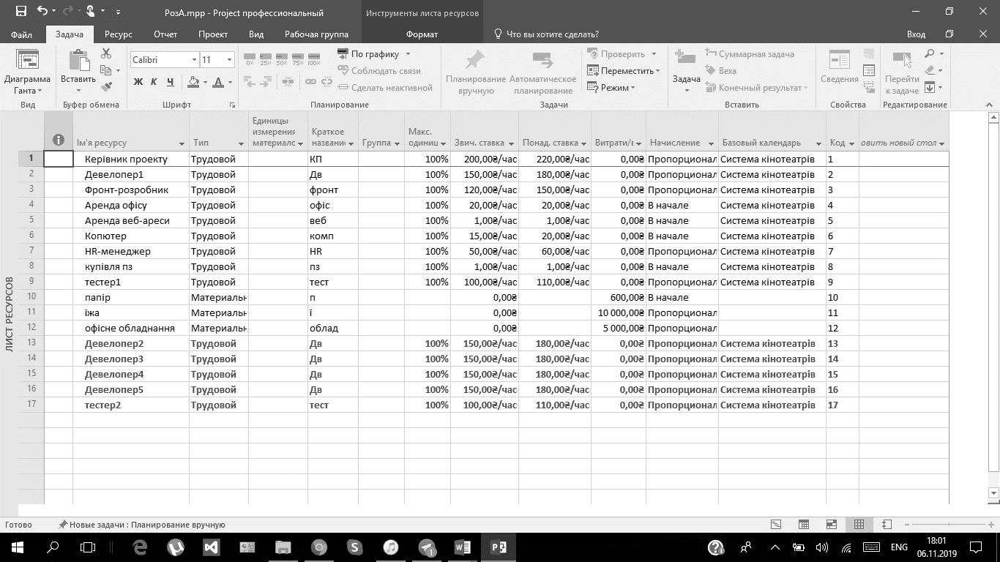 РозА.mpp - Project профессиональный
Инструменты листа ресурсов
Файл Задача Ресурс Отчет Проект Вид Рабочая группа Формат Что вы хотите сделать? Вход
Диаграмма Ганта
Вид
Вставить
Буфер обмена
Calibri 11
Ж К Ч
Шрифт
0% 25% 50% 75% 100%
По графику
Соблюдать связи
Сделать неактивной
Планирование
Планирование вручную
Автоматическое планирование
Проверить
Переместить
Режим
Задачи
Задача
Суммарная задача
Веха
Конечный результат
Вставить
Сведения
Свойства
Перейти к задаче
Редактирование
ЛИСТ РЕСУРСОВ
Ім'я ресурсу Тип Единицы измерения материалс Краткое названи Группа Макс. одиниц Звич. ставка Понад. ставка Витрати/в Начисление Базовый календарь Код авить новый стол
1 Керівник проекту Трудовой КП 100% 200,00₴/час 220,00₴/час 0,00₴ Пропорционал Система кінотеатрів 1
2 Девелопер1 Трудовой Дв 100% 150,00₴/час 180,00₴/час 0,00₴ Пропорционал Система кінотеатрів 2
3 Фронт-розробник Трудовой фронт 100% 120,00₴/час 150,00₴/час 0,00₴ Пропорционал Система кінотеатрів 3
4 Аренда офісу Трудовой офіс 100% 20,00₴/час 20,00₴/час 0,00₴ В начале Система кінотеатрів 4
5 Аренда веб-ареси Трудовой веб 100% 1,00₴/час 1,00₴/час 0,00₴ В начале Система кінотеатрів 5
6 Копютер Трудовой комп 100% 15,00₴/час 20,00₴/час 0,00₴ В начале Система кінотеатрів 6
7 HR-менеджер Трудовой HR 100% 50,00₴/час 60,00₴/час 0,00₴ Пропорционал Система кінотеатрів 7
8 купівля пз Трудовой пз 100% 1,00₴/час 1,00₴/час 0,00₴ В начале Система кінотеатрів 8
9 тестер1 Трудовой тест 100% 100,00₴/час 110,00₴/час 0,00₴ Пропорционал Система кінотеатрів 9
10 папір Материальн п 0,00₴ 600,00₴ В начале 10
11 їжа Материальн ї 0,00₴ 10 000,00₴ Пропорционал 11
12 офісне обладнання Материальн облад 0,00₴ 5 000,00₴ Пропорционал 12
13 Девелопер2 Трудовой Дв 100% 150,00₴/час 180,00₴/час 0,00₴ Пропорционал Система кінотеатрів 13
14 Девелопер3 Трудовой Дв 100% 150,00₴/час 180,00₴/час 0,00₴ Пропорционал Система кінотеатрів 14
15 Девелопер4 Трудовой Дв 100% 150,00₴/час 180,00₴/час 0,00₴ Пропорционал Система кінотеатрів 15
16 Девелопер5 Трудовой Дв 100% 150,00₴/час 180,00₴/час 0,00₴ Пропорционал Система кінотеатрів 16
17 тестер2 Трудовой тест 100% 100,00₴/час 110,00₴/час 0,00₴ Пропорционал Система кінотеатрів 17
Готово Новые задачи : Планирование вручную
ENG 18:01
06.11.2019